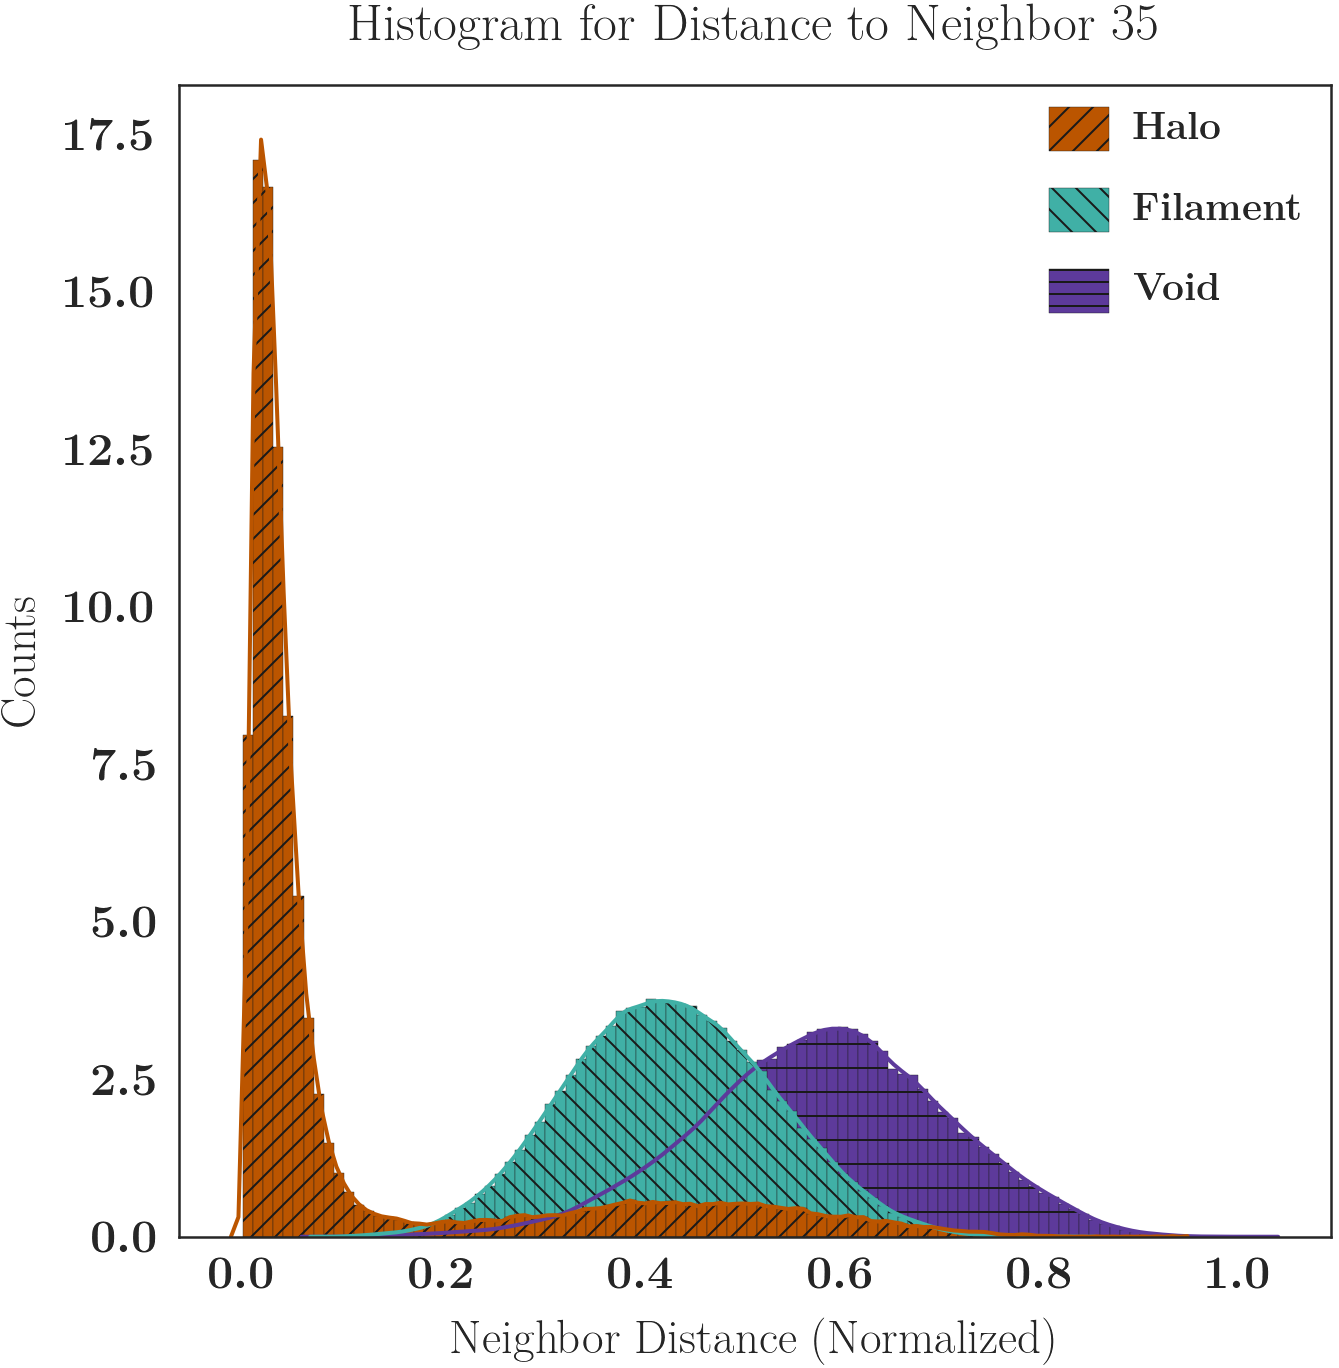 Histogram for Distance to Neighbor 35
Halo
Filament
Void
Counts
17.5
15.0
12.5
10.0
7.5
5.0
2.5
0.0
0.0 0.2 0.4 0.6 0.8 1.0
Neighbor Distance (Normalized)